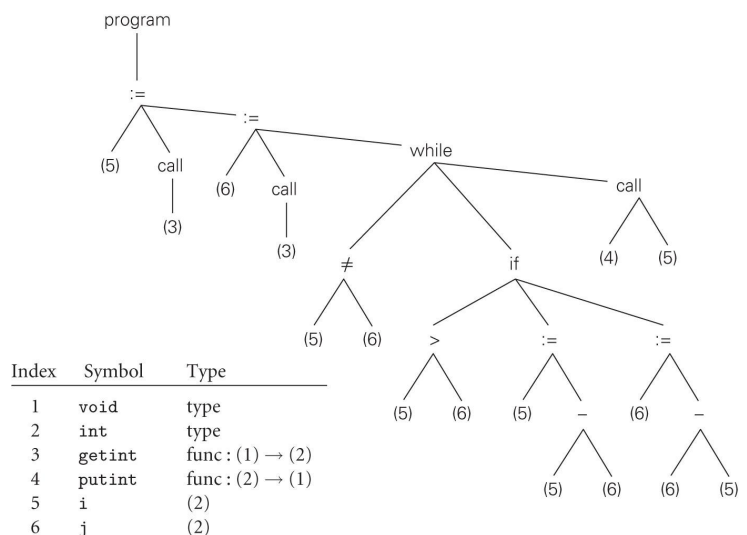 program
:=
:=
while
(5) call (6) call call
(3) (3)
≠ if (4) (5)
(5) (6) > := :=
(5) (6) (5) – (6) –
(5) (6) (6) (5)
Index Symbol Type
1 void type
2 int type
3 getint func : (1) → (2)
4 putint func : (2) → (1)
5 i (2)
6 j (2)